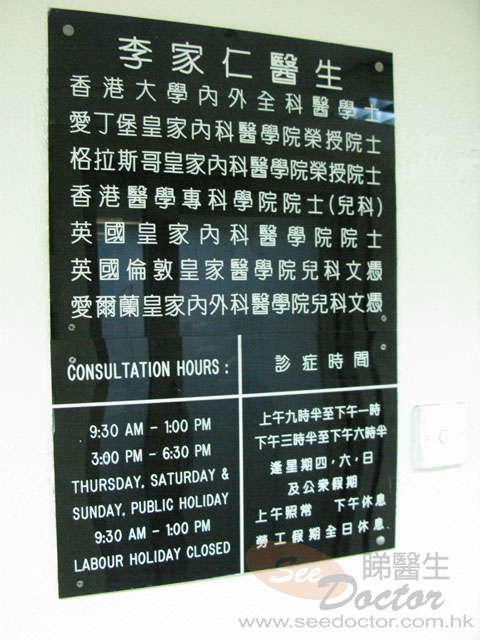 李家仁醫生
香港大學內外全科醫學士
愛丁堡皇家內科醫學院榮授院士
格拉斯哥皇家內科醫學院榮授院士
香港醫學專科學院院士(兒科)
英國皇家內科醫學院院士
英國倫敦皇家醫學院兒科文憑
愛爾蘭皇家內外科醫學院兒科文憑
CONSULTATION HOURS :
9:30 AM - 1:00 PM
3:00 PM - 6:30 PM
THURSDAY, SATURDAY &
SUNDAY, PUBLIC HOLIDAY
9:30 AM - 1:00 PM
LABOUR HOLIDAY CLOSED
診症時間
上午九時半至下午一時
下午三時半至下午六時半
逢星期四,六,日
及公衆假期
上午照常 下午休息
勞工假期全日休息
See Doctor 睇醫生
www.seedoctor.com.hk